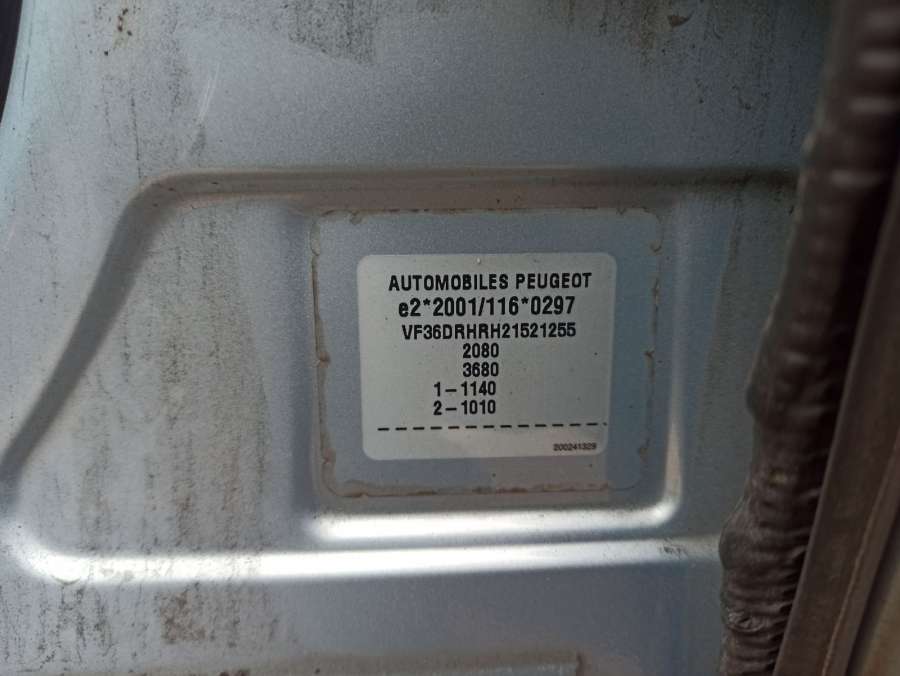 AUTOMOBILES PEUGEOT
e2*2001/116*0297
VF36DRHRH21521255
2080
3680
1-1140
2-1010
200241329